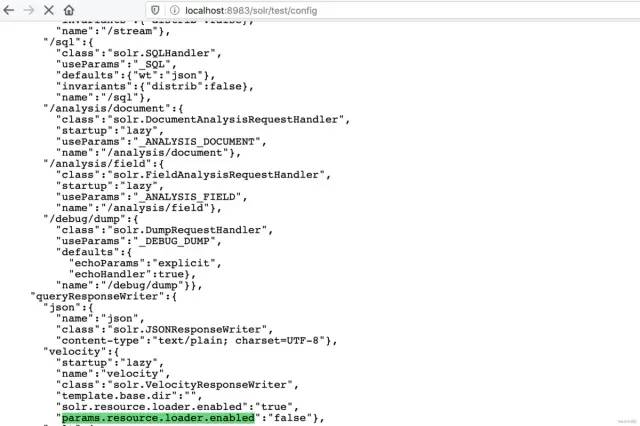 localhost:8983/solr/test/config
"invariants":{"distrib":false},
"name":"/stream"},
"/sql":{
"class":"solr.SQLHandler",
"useParams":"_SQL",
"defaults":{"wt":"json"},
"invariants":{"distrib":false},
"name":"/sql"},
"/analysis/document":{
"class":"solr.DocumentAnalysisRequestHandler",
"startup":"lazy",
"useParams":"_ANALYSIS_DOCUMENT",
"name":"/analysis/document"},
"/analysis/field":{
"class":"solr.FieldAnalysisRequestHandler",
"startup":"lazy",
"useParams":"_ANALYSIS_FIELD",
"name":"/analysis/field"},
"/debug/dump":{
"class":"solr.DumpRequestHandler",
"useParams":"_DEBUG_DUMP",
"defaults":{
"echoParams":"explicit",
"echoHandler":true},
"name":"/debug/dump"}},
"queryResponseWriter":{
"json":{
"name":"json",
"class":"solr.JSONResponseWriter",
"content-type":"text/plain; charset=UTF-8"},
"velocity":{
"startup":"lazy",
"name":"velocity",
"class":"solr.VelocityResponseWriter",
"template.base.dir":"",
"solr.resource.loader.enabled":"true",
"params.resource.loader.enabled":"false"},